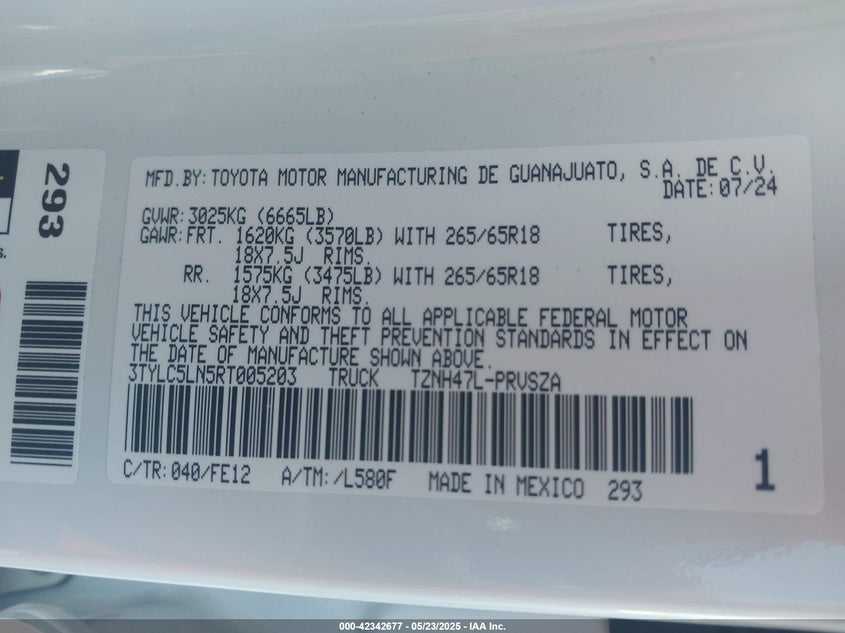 293
s.
MFD.BY:TOYOTA MOTOR MANUFACTURING DE GUANAJUATO, S.A. DE C.V.
DATE:07/24
GVWR:3025KG (6665LB)
GAWR:FRT. 1620KG (3570LB) WITH 265/65R18 TIRES,
18X7.5J RIMS.
RR. 1575KG (3475LB) WITH 265/65R18 TIRES,
18X7.5J RIMS.
THIS VEHICLE CONFORMS TO ALL APPLICABLE FEDERAL MOTOR
VEHICLE SAFETY AND THEFT PREVENTION STANDARDS IN EFFECT ON
THE DATE OF MANUFACTURE SHOWN ABOVE.
3TYLC5LN5RT005203 TRUCK TZNH47L-PRVSZA
C/TR:040/FE12 A/TM:/L580F MADE IN MEXICO 293
1
000-42342677 - 05/23/2025 - IAA Inc.